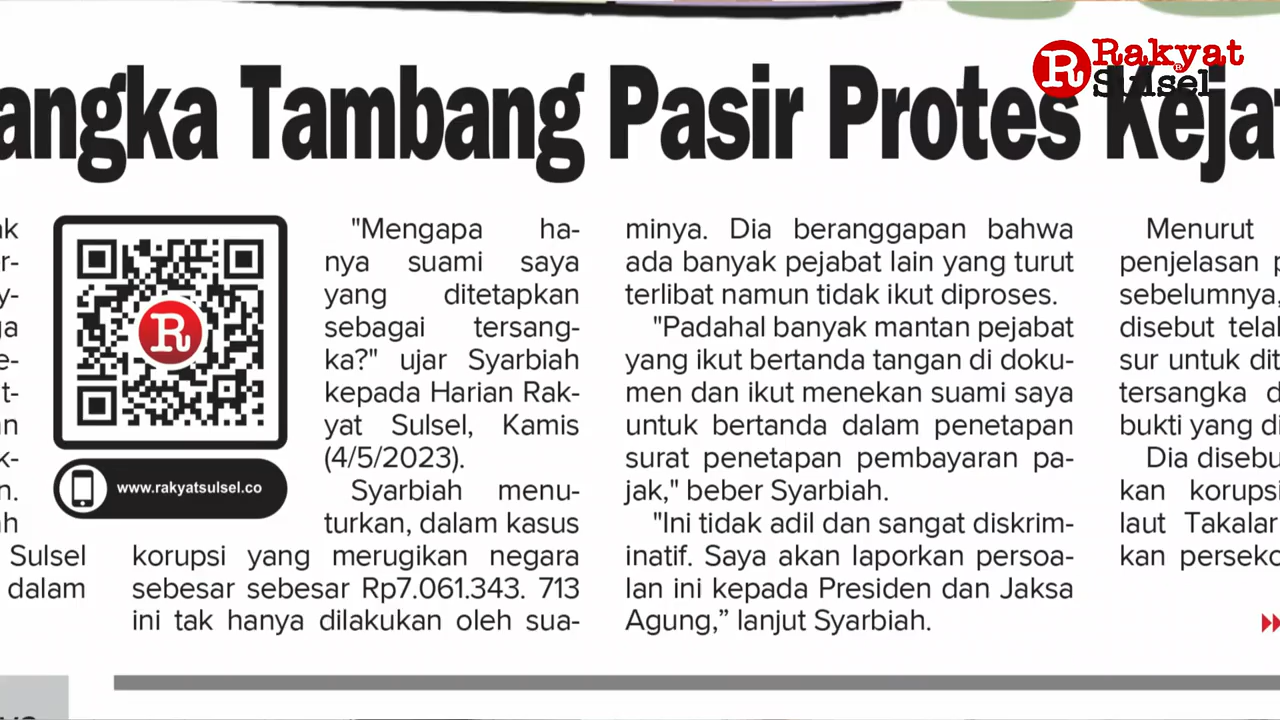 Rakyat
Sulsel
angka Tambang Pasir Protes Keja
www.rakyatsulsel.co
Sulsel
dalam
"Mengapa ha-
nya suami saya
yang ditetapkan
sebagai tersang-
ka?" ujar Syarbiah
kepada Harian Rak-
yat Sulsel, Kamis
(4/5/2023).
Syarbiah menu-
turkan, dalam kasus
korupsi yang merugikan negara
sebesar sebesar Rp7.061.343. 713
ini tak hanya dilakukan oleh sua-
minya. Dia beranggapan bahwa
ada banyak pejabat lain yang turut
terlibat namun tidak ikut diproses.
"Padahal banyak mantan pejabat
yang ikut bertanda tangan di doku-
men dan ikut menekan suami saya
untuk bertanda dalam penetapan
surat penetapan pembayaran pa-
jak," beber Syarbiah.
"Ini tidak adil dan sangat diskrim-
inatif. Saya akan laporkan persoa-
lan ini kepada Presiden dan Jaksa
Agung,” lanjut Syarbiah.
Menurut
penjelasan
sebelumnya,
disebut tela
sur untuk dit
tersangka d
bukti yang di
Dia disebu
kan korupsi
laut Takalar
kan perseko